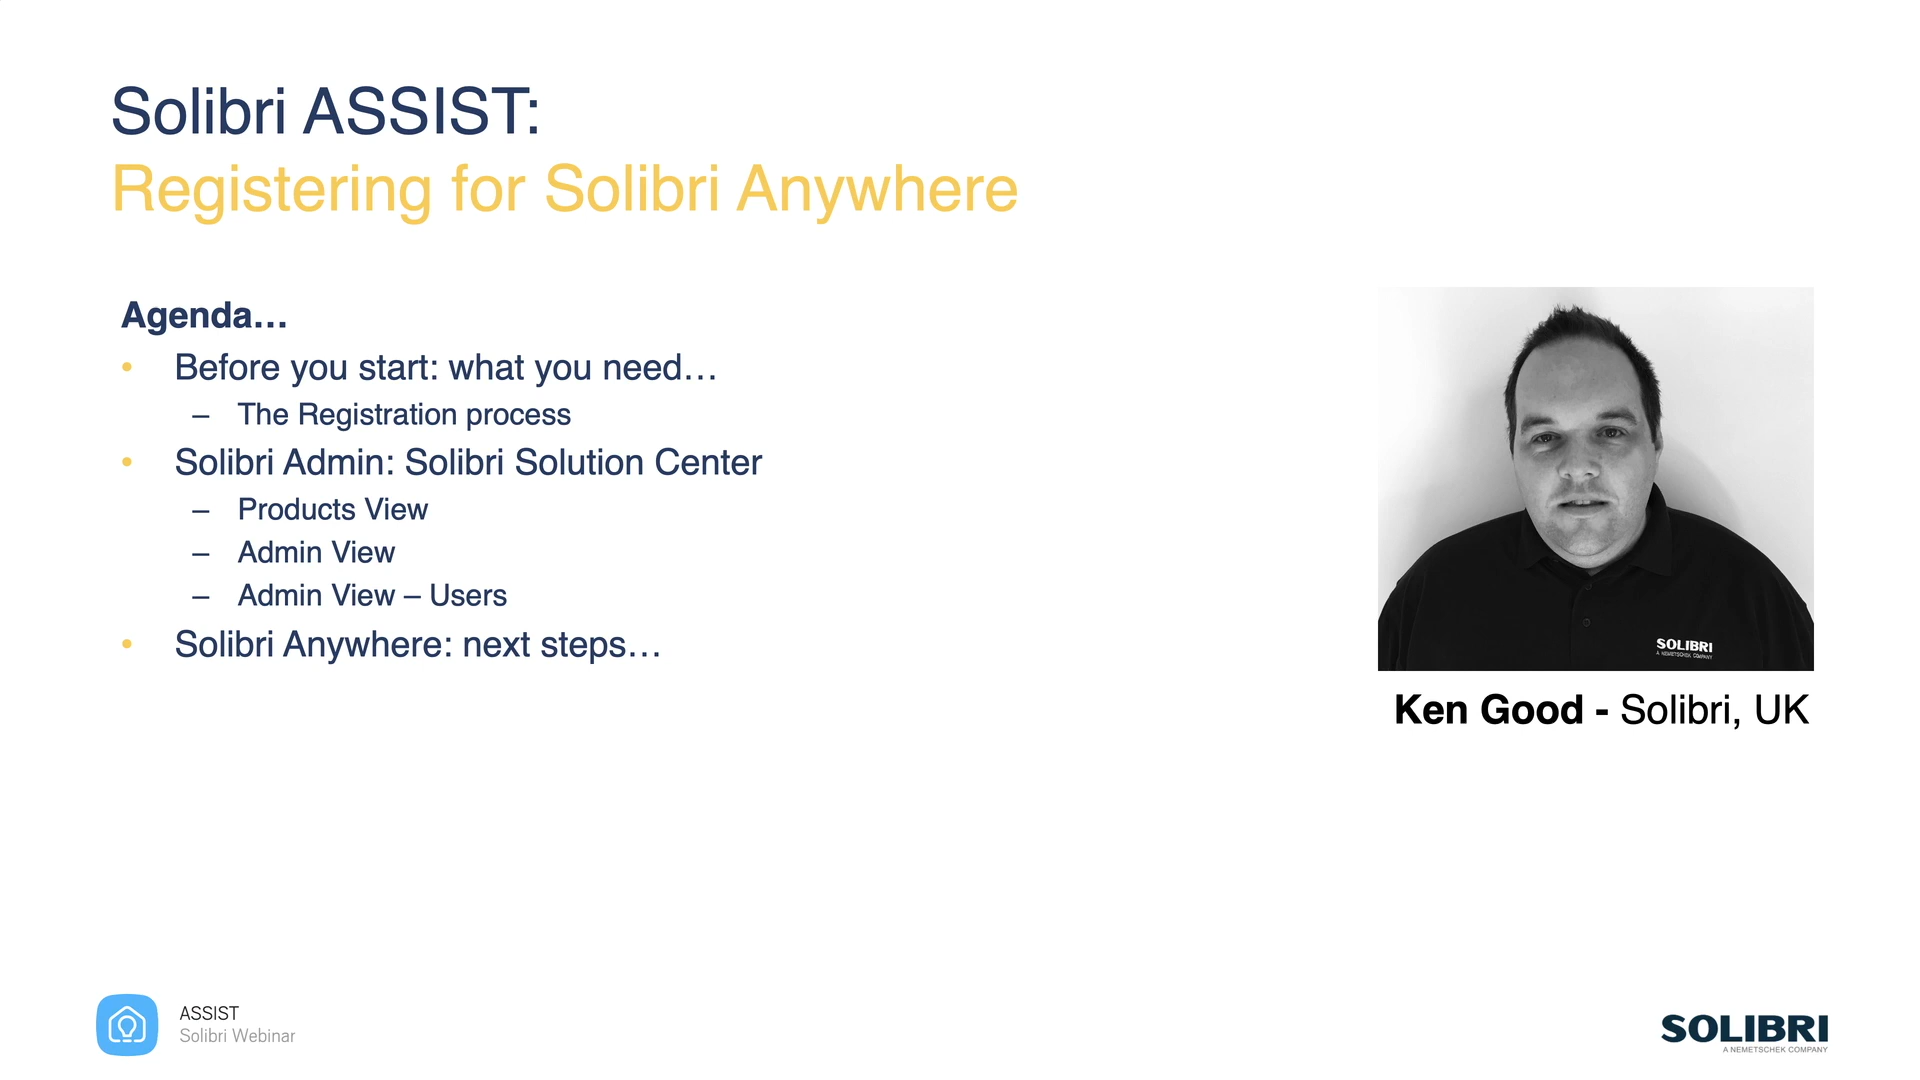 Solibri ASSIST:
Registering for Solibri Anywhere
Agenda…
• Before you start: what you need…
– The Registration process
• Solibri Admin: Solibri Solution Center
– Products View
– Admin View
– Admin View – Users
• Solibri Anywhere: next steps…
SOLIBRI
A NEMETSCHEK COMPANY
Ken Good - Solibri, UK
ASSIST
Solibri Webinar
SOLIBRI
A NEMETSCHEK COMPANY